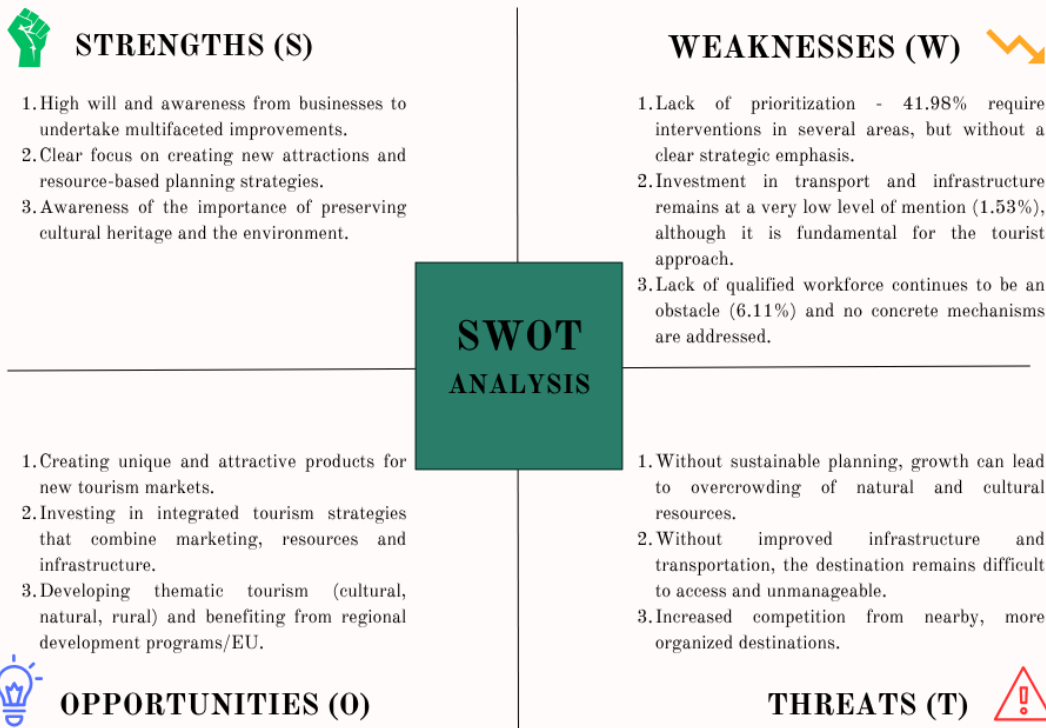 STRENGTHS (S)
1. High will and awareness from businesses to
undertake multifaceted improvements.
2. Clear focus on creating new attractions and
resource-based planning strategies.
3. Awareness of the importance of preserving
cultural heritage and the environment.
WEAKNESSES (W)
1. Lack of prioritization - 41.98% require
interventions in several areas, but without a
clear strategic emphasis.
2. Investment in transport and infrastructure
remains at a very low level of mention (1.53%),
although it is fundamental for the tourist
approach.
3. Lack of qualified workforce continues to be an
obstacle (6.11%) and no concrete mechanisms
are addressed.
SWOT
ANALYSIS
1. Creating unique and attractive products for
new tourism markets.
2. Investing in integrated tourism strategies
that combine marketing, resources and
infrastructure.
3. Developing thematic tourism (cultural,
natural, rural) and benefiting from regional
development programs/EU.
OPPORTUNITIES (O)
1. Without sustainable planning, growth can lead
to overcrowding of natural and cultural
resources.
2. Without improved infrastructure and
transportation, the destination remains difficult
to access and unmanageable.
3. Increased competition from nearby, more
organized destinations.
THREATS (T)